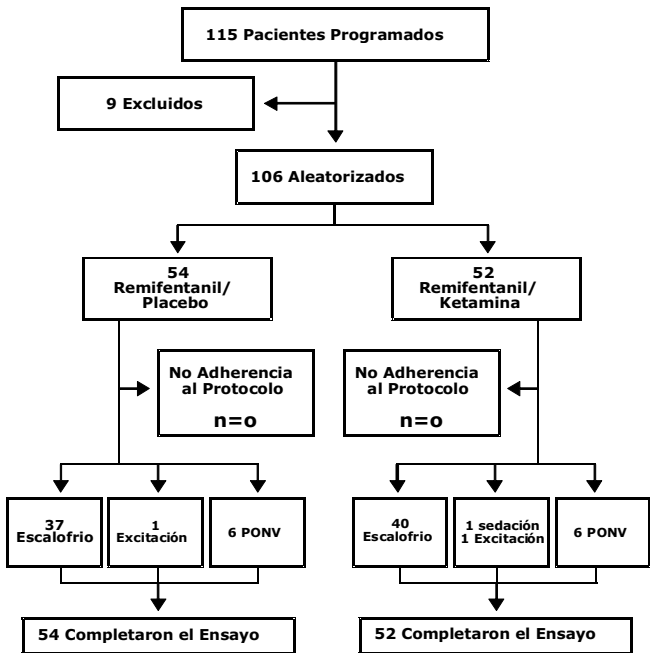 115 Pacientes Programados
9 Excluidos
106 Aleatorizados
54
Remifentanil/
Placebo
52
Remifentanil/
Ketamina
No Adherencia
al Protocolo
n=o
No Adherencia
al Protocolo
n=o
37
Escalofrio
1
Excitación
6 PONV
40
Escalofrio
1 sedación
1 Excitación
6 PONV
54 Completaron el Ensayo
52 Completaron el Ensayo